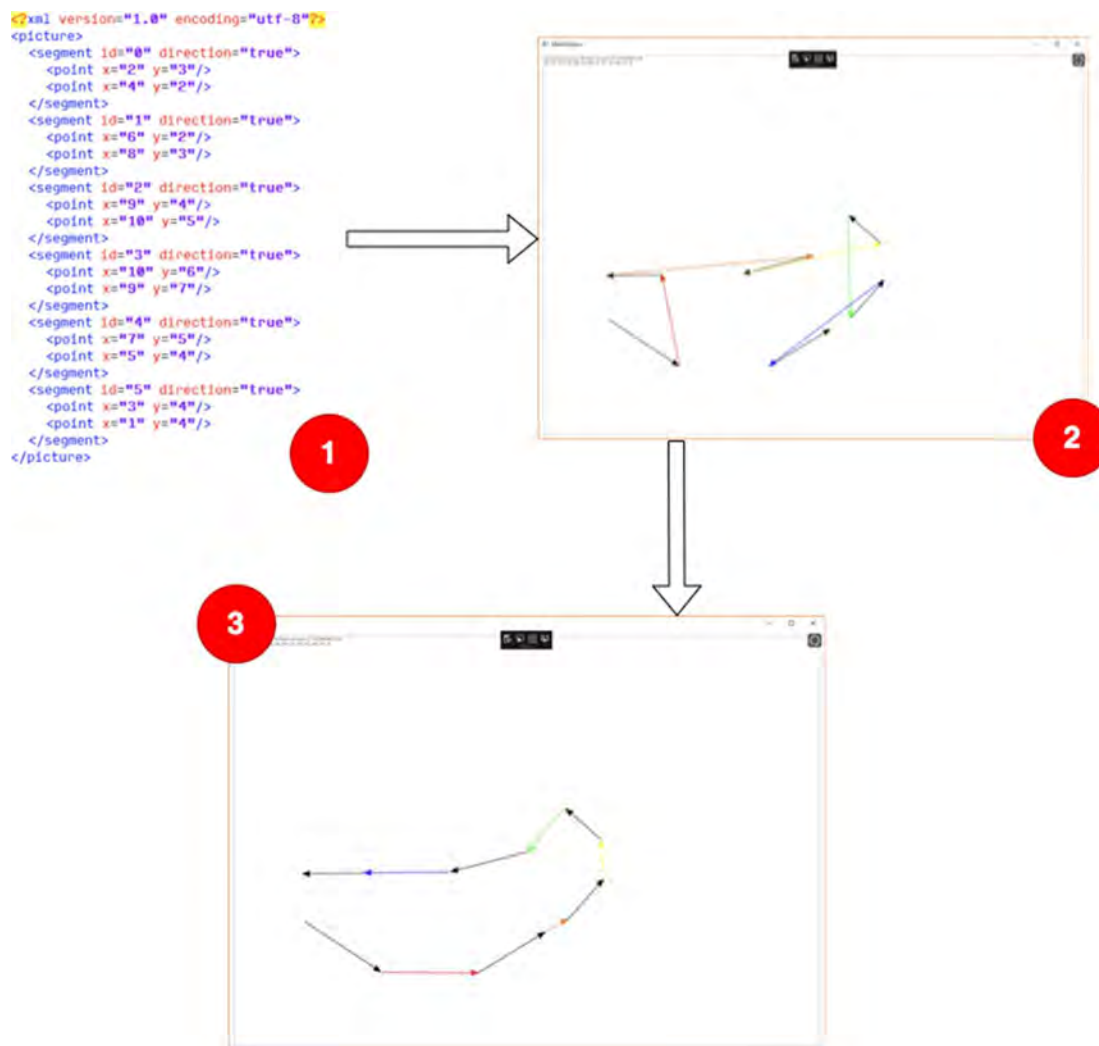 <?xml version="1.0" encoding="utf-8"?>
<picture>
<segment id="0" direction="true">
<point x="2" y="3"/>
<point x="4" y="2"/>
</segment>
<segment id="1" direction="true">
<point x="6" y="2"/>
<point x="8" y="3"/>
</segment>
<segment id="2" direction="true">
<point x="9" y="4"/>
<point x="10" y="5"/>
</segment>
<segment id="3" direction="true">
<point x="10" y="6"/>
<point x="9" y="7"/>
</segment>
<segment id="4" direction="true">
<point x="7" y="5"/>
<point x="5" y="4"/>
</segment>
<segment id="5" direction="true">
<point x="3" y="4"/>
<point x="1" y="4"/>
</segment>
</picture>
1
2
3